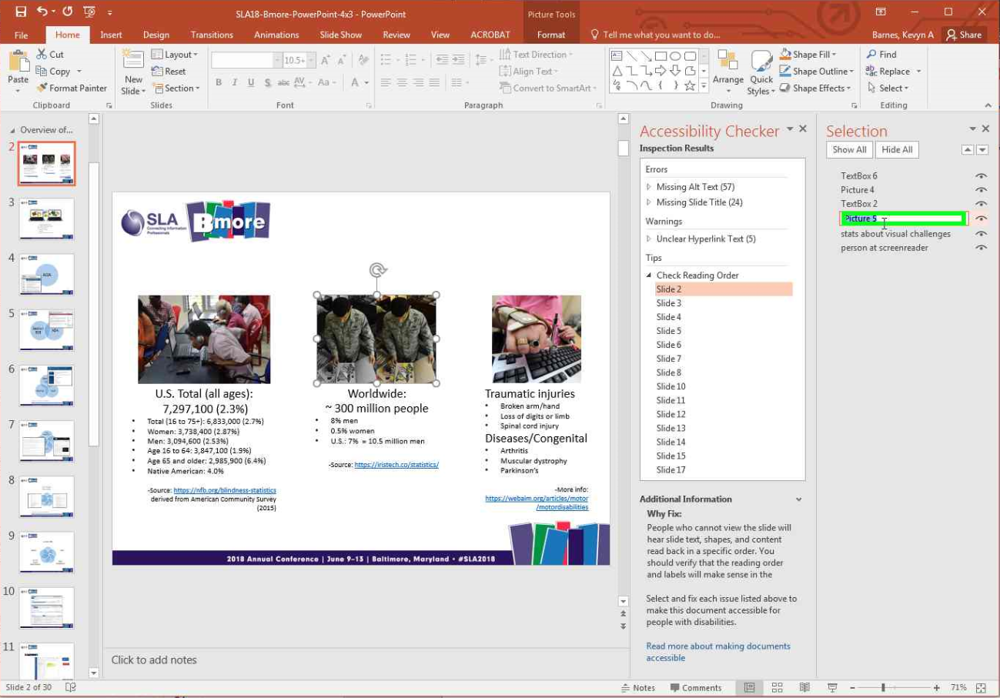 SLA18-Bmore-PowerPoint-4x3 - PowerPoint
Picture Tools
File
Home
Insert
Design
Transitions
Animations
Slide Show
Review
View
ACROBAT
Format
Tell me what you want to do...
Barnes, Kevyn A
Share
Paste
Cut
Copy
Format Painter
Clipboard
New
Slide
Layout
Reset
Section
Slides
10.5+
B I U S abc AV Aa A
Font
Text Direction
Align Text
Convert to SmartArt
Paragraph
Arrange
Quick
Styles
Shape Fill
Shape Outline
Shape Effects
Drawing
Find
Replace
Select
Editing
Overview of...
2
3
4
5
6
7
8
9
10
11
SLA
Connecting Information
Professionals
Bmore
U.S. Total (all ages):
7,297,100 (2.3%)
• Total (16 to 75+): 6,833,000 (2.7%)
• Women: 3,738,400 (2.87%)
• Men: 3,094,600 (2.53%)
• Age 16 to 64: 3,847,100 (1.9%)
• Age 65 and older: 2,985,900 (6.4%)
• Native American: 4.0%
-Source: https://nfb.org/blindness-statistics
derived from American Community Survey
(2015)
Worldwide:
~ 300 million people
• 8% men
• 0.5% women
• U.S.: 7% = 10.5 million men
-Source: https://iristech.co/statistics/
Traumatic injuries
• Broken arm/hand
• Loss of digits or limb
• Spinal cord injury
Diseases/Congenital
• Arthritis
• Muscular dystrophy
• Parkinson's
-More info:
https://webaim.org/articles/motor
/motordisabilities
2018 Annual Conference | June 9–13 | Baltimore, Maryland • #SLA2018
Click to add notes
Accessibility Checker
Inspection Results
Errors
Missing Alt Text (57)
Missing Slide Title (24)
Warnings
Unclear Hyperlink Text (5)
Tips
Check Reading Order
Slide 2
Slide 3
Slide 4
Slide 5
Slide 6
Slide 7
Slide 8
Slide 10
Slide 11
Slide 12
Slide 13
Slide 14
Slide 15
Slide 17
Additional Information
Why Fix:
People who cannot view the slide will
hear slide text, shapes, and content
read back in a specific order. You
should verify that the reading order
and labels will make sense in the
Select and fix each issue listed above to
make this document accessible for
people with disabilities.
Read more about making documents
accessible
Selection
Show All
Hide All
TextBox 6
Picture 4
TextBox 2
Picture 5
stats about visual challenges
person at screenreader
Slide 2 of 30
Notes
Comments
71%